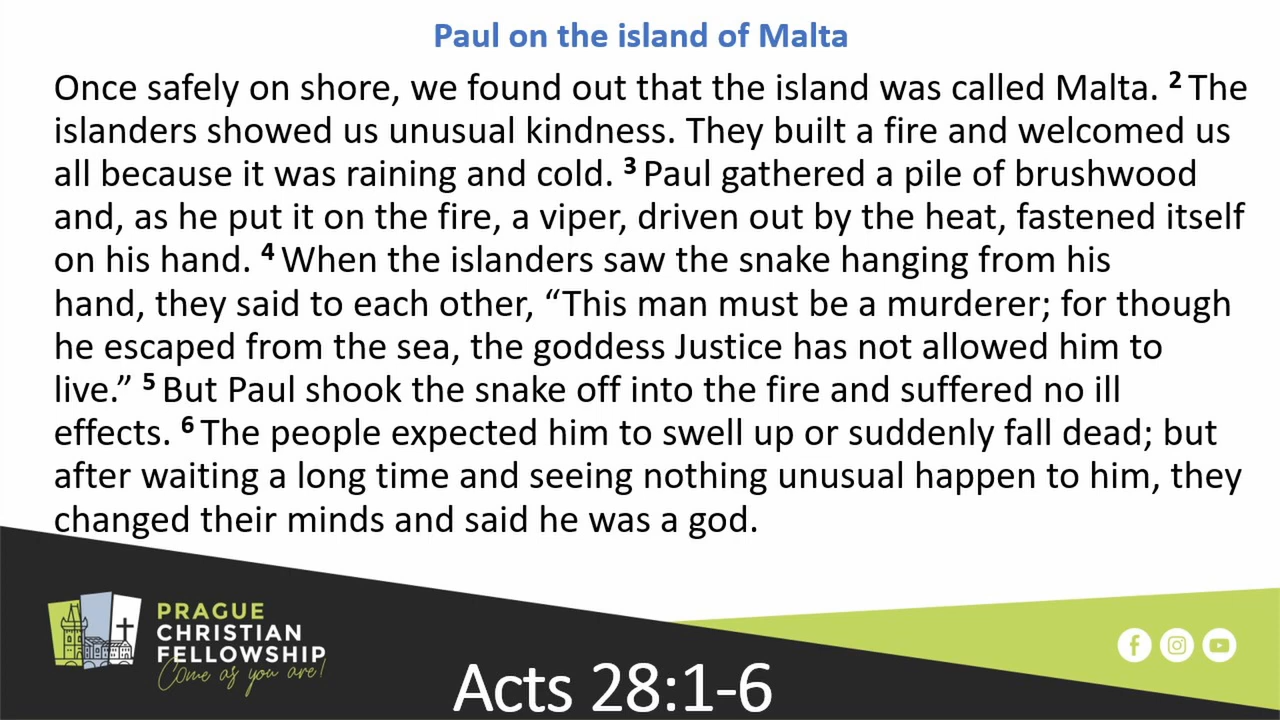 Paul on the island of Malta
Once safely on shore, we found out that the island was called Malta. ² The
islanders showed us unusual kindness. They built a fire and welcomed us
all because it was raining and cold. ³ Paul gathered a pile of brushwood
and, as he put it on the fire, a viper, driven out by the heat, fastened itself
on his hand. ⁴ When the islanders saw the snake hanging from his
hand, they said to each other, “This man must be a murderer; for though
he escaped from the sea, the goddess Justice has not allowed him to
live.” ⁵ But Paul shook the snake off into the fire and suffered no ill
effects. ⁶ The people expected him to swell up or suddenly fall dead; but
after waiting a long time and seeing nothing unusual happen to him, they
changed their minds and said he was a god.
PRAGUE
CHRISTIAN
FELLOWSHIP
Come as you are!
Acts 28:1-6